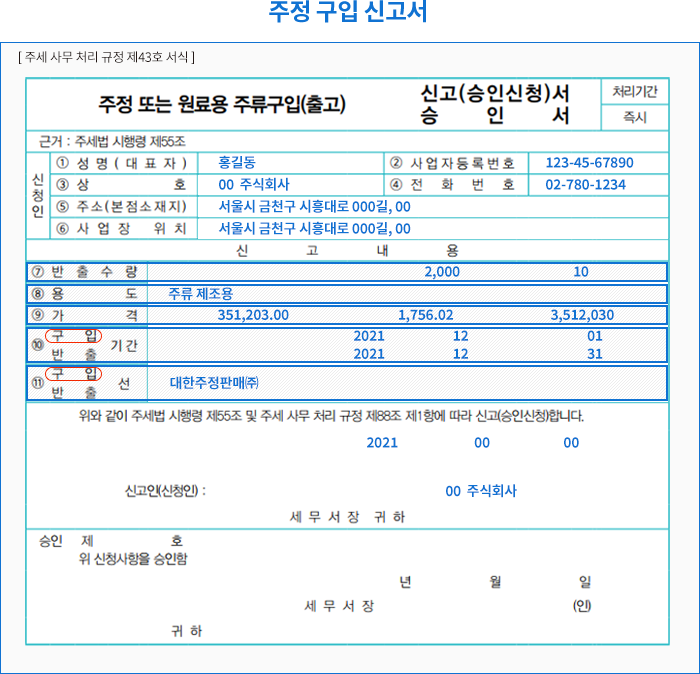 주정 구입 신고서
[ 주세 사무 처리 규정 제43호 서식 ]
주정 또는 원료용 주류구입(출고) 신고(승인신청)서 처리기간
승 인 서 즉시
근거 : 주세법 시행령 제55조
신청인
① 성 명 ( 대 표 자 ) 홍길동 ② 사업자등록번호 123-45-67890
③ 상 호 00 주식회사 ④ 전 화 번 호 02-780-1234
⑤ 주소(본점소재지) 서울시 금천구 시흥대로 000길, 00
⑥ 사 업 장 위 치 서울시 금천구 시흥대로 000길, 00
신 고 내 용
⑦ 반 출 수 량 2,000 10
⑧ 용 도 주류 제조용
⑨ 가 격 351,203.00 1,756.02 3,512,030
⑩ 구 입 기 간 2021 12 01
반 출 2021 12 31
⑪ 구 입 선 대한주정판매㈜
반 출
위와 같이 주세법 시행령 제55조 및 주세 사무 처리 규정 제88조 제1항에 따라 신고(승인신청)합니다.
2021 00 00
신고인(신청인) : 00 주식회사
세 무 서 장 귀 하
승인 제 호
위 신청사항을 승인함
년 월 일
세 무 서 장 (인)
귀 하